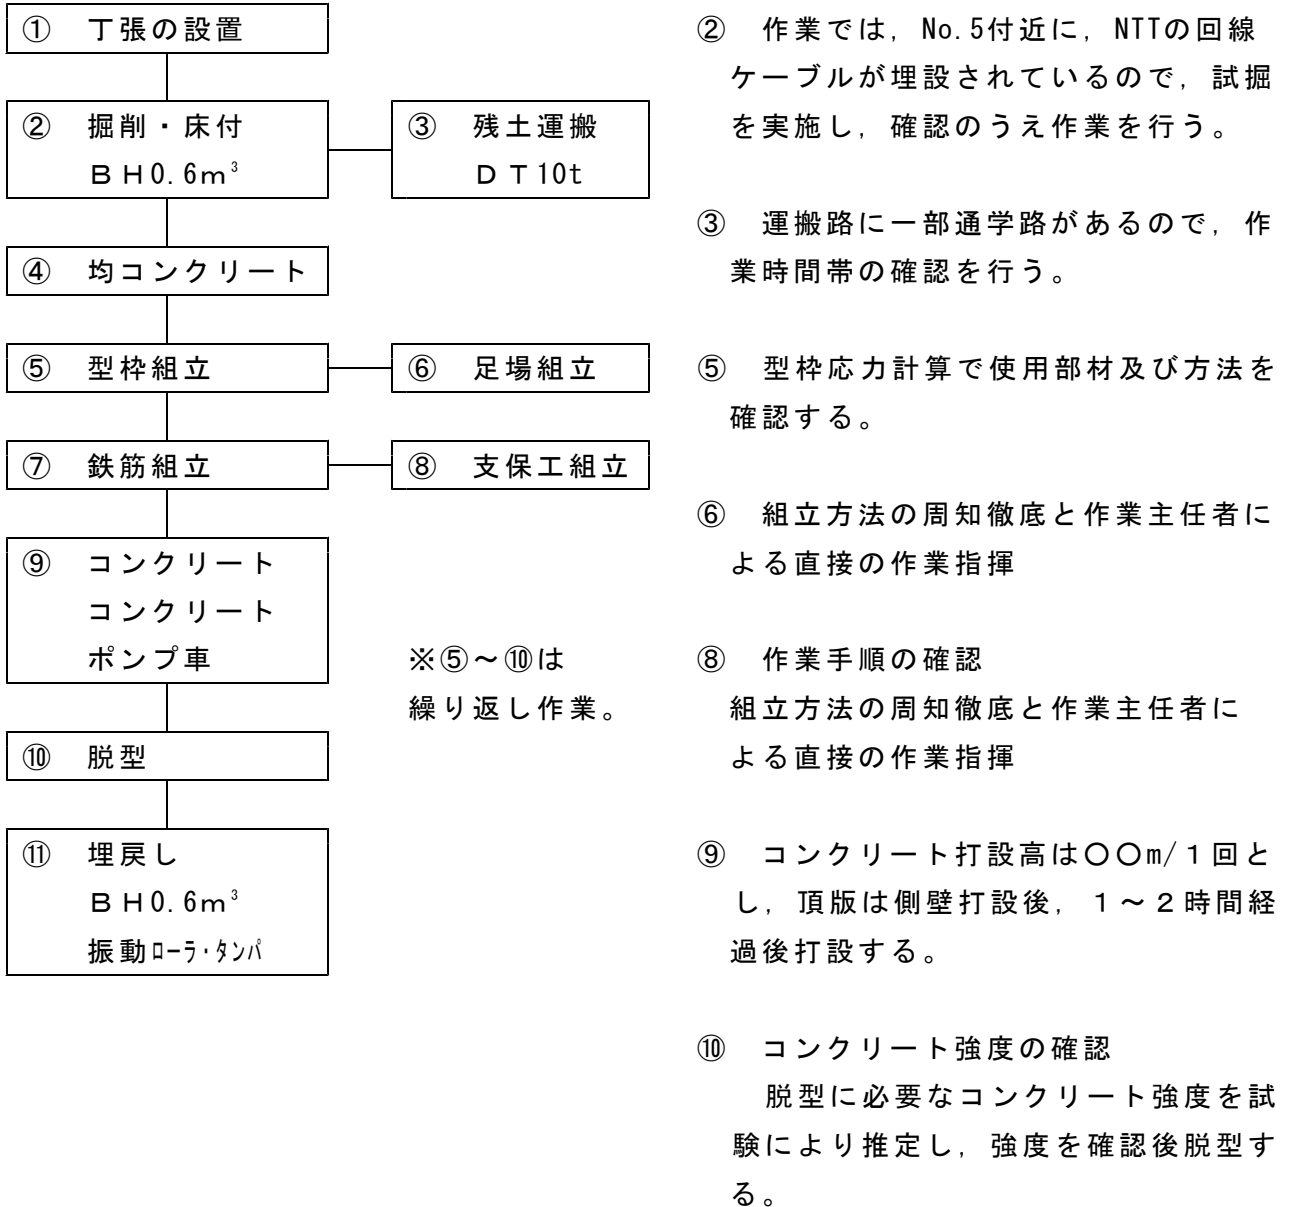 ① 丁張の設置
② 掘削・床付
ＢＨ0.6ｍ³
③ 残土運搬
ＤＴ10t
④ 均コンクリート
⑤ 型枠組立
⑥ 足場組立
⑦ 鉄筋組立
⑧ 支保工組立
⑨ コンクリート
コンクリート
ポンプ車
※⑤～⑩は
繰り返し作業。
⑩ 脱型
⑪ 埋戻し
ＢＨ0.6ｍ³
振動ﾛｰﾗ・ﾀﾝﾊﾟ
② 作業では，No.5付近に，NTTの回線
ケーブルが埋設されているので，試掘
を実施し，確認のうえ作業を行う。
③ 運搬路に一部通学路があるので，作
業時間帯の確認を行う。
⑤ 型枠応力計算で使用部材及び方法を
確認する。
⑥ 組立方法の周知徹底と作業主任者に
よる直接の作業指揮
⑧ 作業手順の確認
組立方法の周知徹底と作業主任者に
よる直接の作業指揮
⑨ コンクリート打設高は〇〇m/１回と
し，頂版は側壁打設後，１～２時間経
過後打設する。
⑩ コンクリート強度の確認
脱型に必要なコンクリート強度を試
験により推定し，強度を確認後脱型す
る。